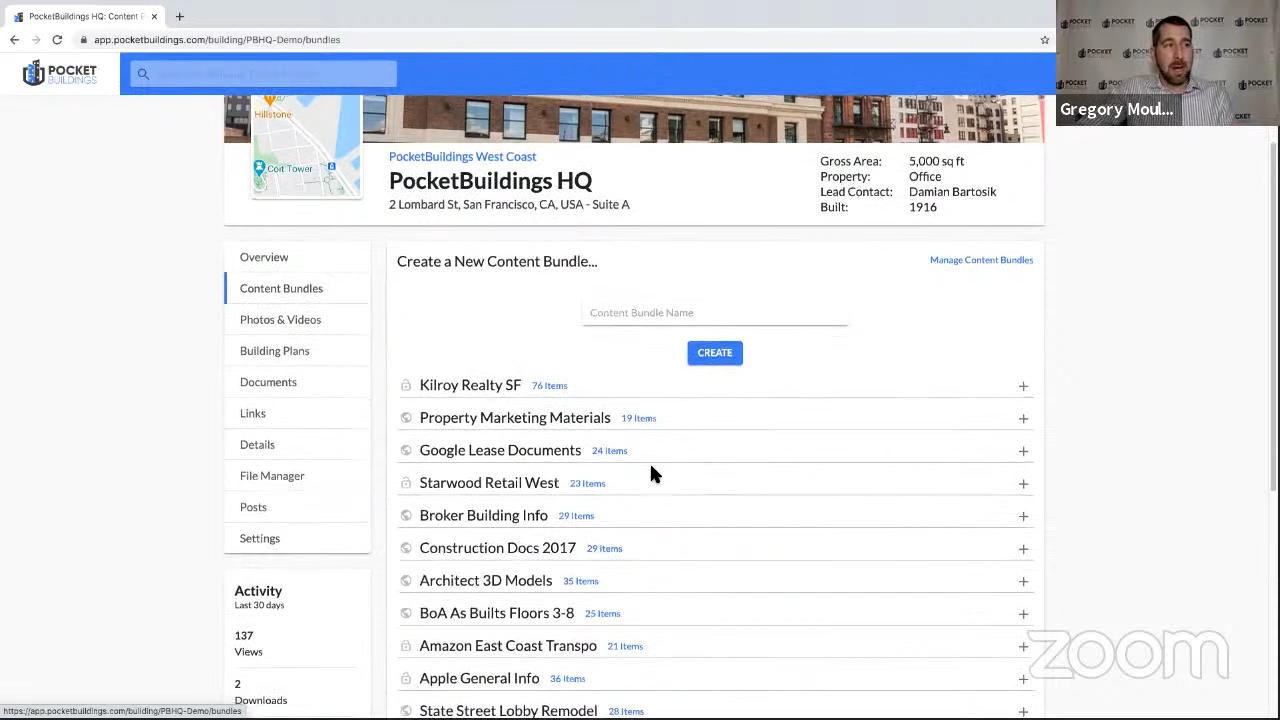 PocketBuildings HQ: Content B
app.pocketbuildings.com/building/PBHQ-Demo/bundles
POCKET
BUILDINGS
Hillstone
Coit Tower
PocketBuildings West Coast
PocketBuildings HQ
2 Lombard St, San Francisco, CA, USA - Suite A
Gross Area: 5,000 sq ft
Property: Office
Lead Contact: Damian Bartosik
Built: 1916
Gregory Moul...
Overview
Content Bundles
Photos & Videos
Building Plans
Documents
Links
Details
File Manager
Posts
Settings
Activity
Last 30 days
137
Views
2
Downloads
Create a New Content Bundle...
Manage Content Bundles
Content Bundle Name
CREATE
Kilroy Realty SF 76 Items
Property Marketing Materials 19 Items
Google Lease Documents 24 Items
Starwood Retail West 23 Items
Broker Building Info 29 Items
Construction Docs 2017 29 Items
Architect 3D Models 35 Items
BoA As Builts Floors 3-8 25 Items
Amazon East Coast Transpo 21 Items
Apple General Info 36 Items
State Street Lobby Remodel 28 Items
zoom
https://app.pocketbuildings.com/building/PBHQ-Demo/bundles